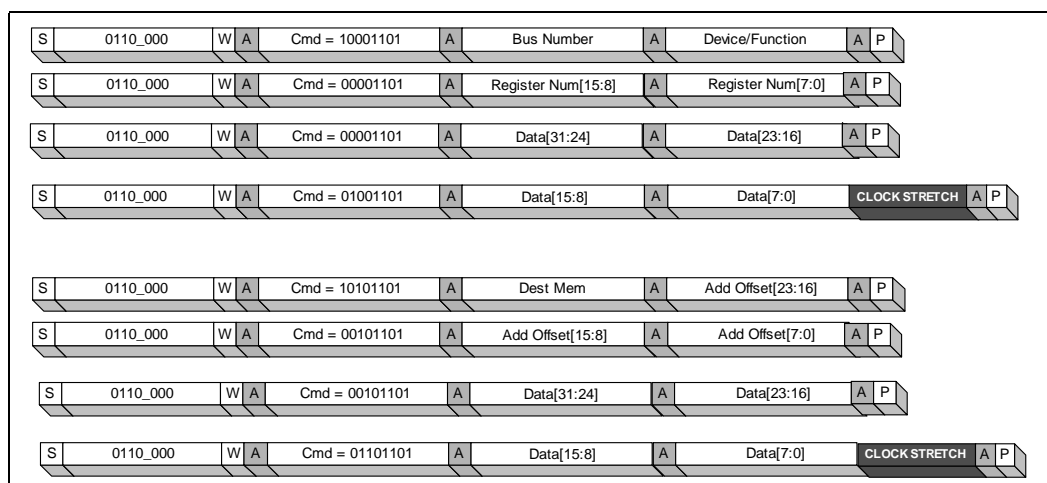 S 0110_000 W A Cmd = 10001101 A Bus Number A Device/Function A P
S 0110_000 W A Cmd = 00001101 A Register Num[15:8] A Register Num[7:0] A P
S 0110_000 W A Cmd = 00001101 A Data[31:24] A Data[23:16] A P
S 0110_000 W A Cmd = 01001101 A Data[15:8] A Data[7:0] CLOCK STRETCH A P
S 0110_000 W A Cmd = 10101101 A Dest Mem A Add Offset[23:16] A P
S 0110_000 W A Cmd = 00101101 A Add Offset[15:8] A Add Offset[7:0] A P
S 0110_000 W A Cmd = 00101101 A Data[31:24] A Data[23:16] A P
S 0110_000 W A Cmd = 01101101 A Data[15:8] A Data[7:0] CLOCK STRETCH A P